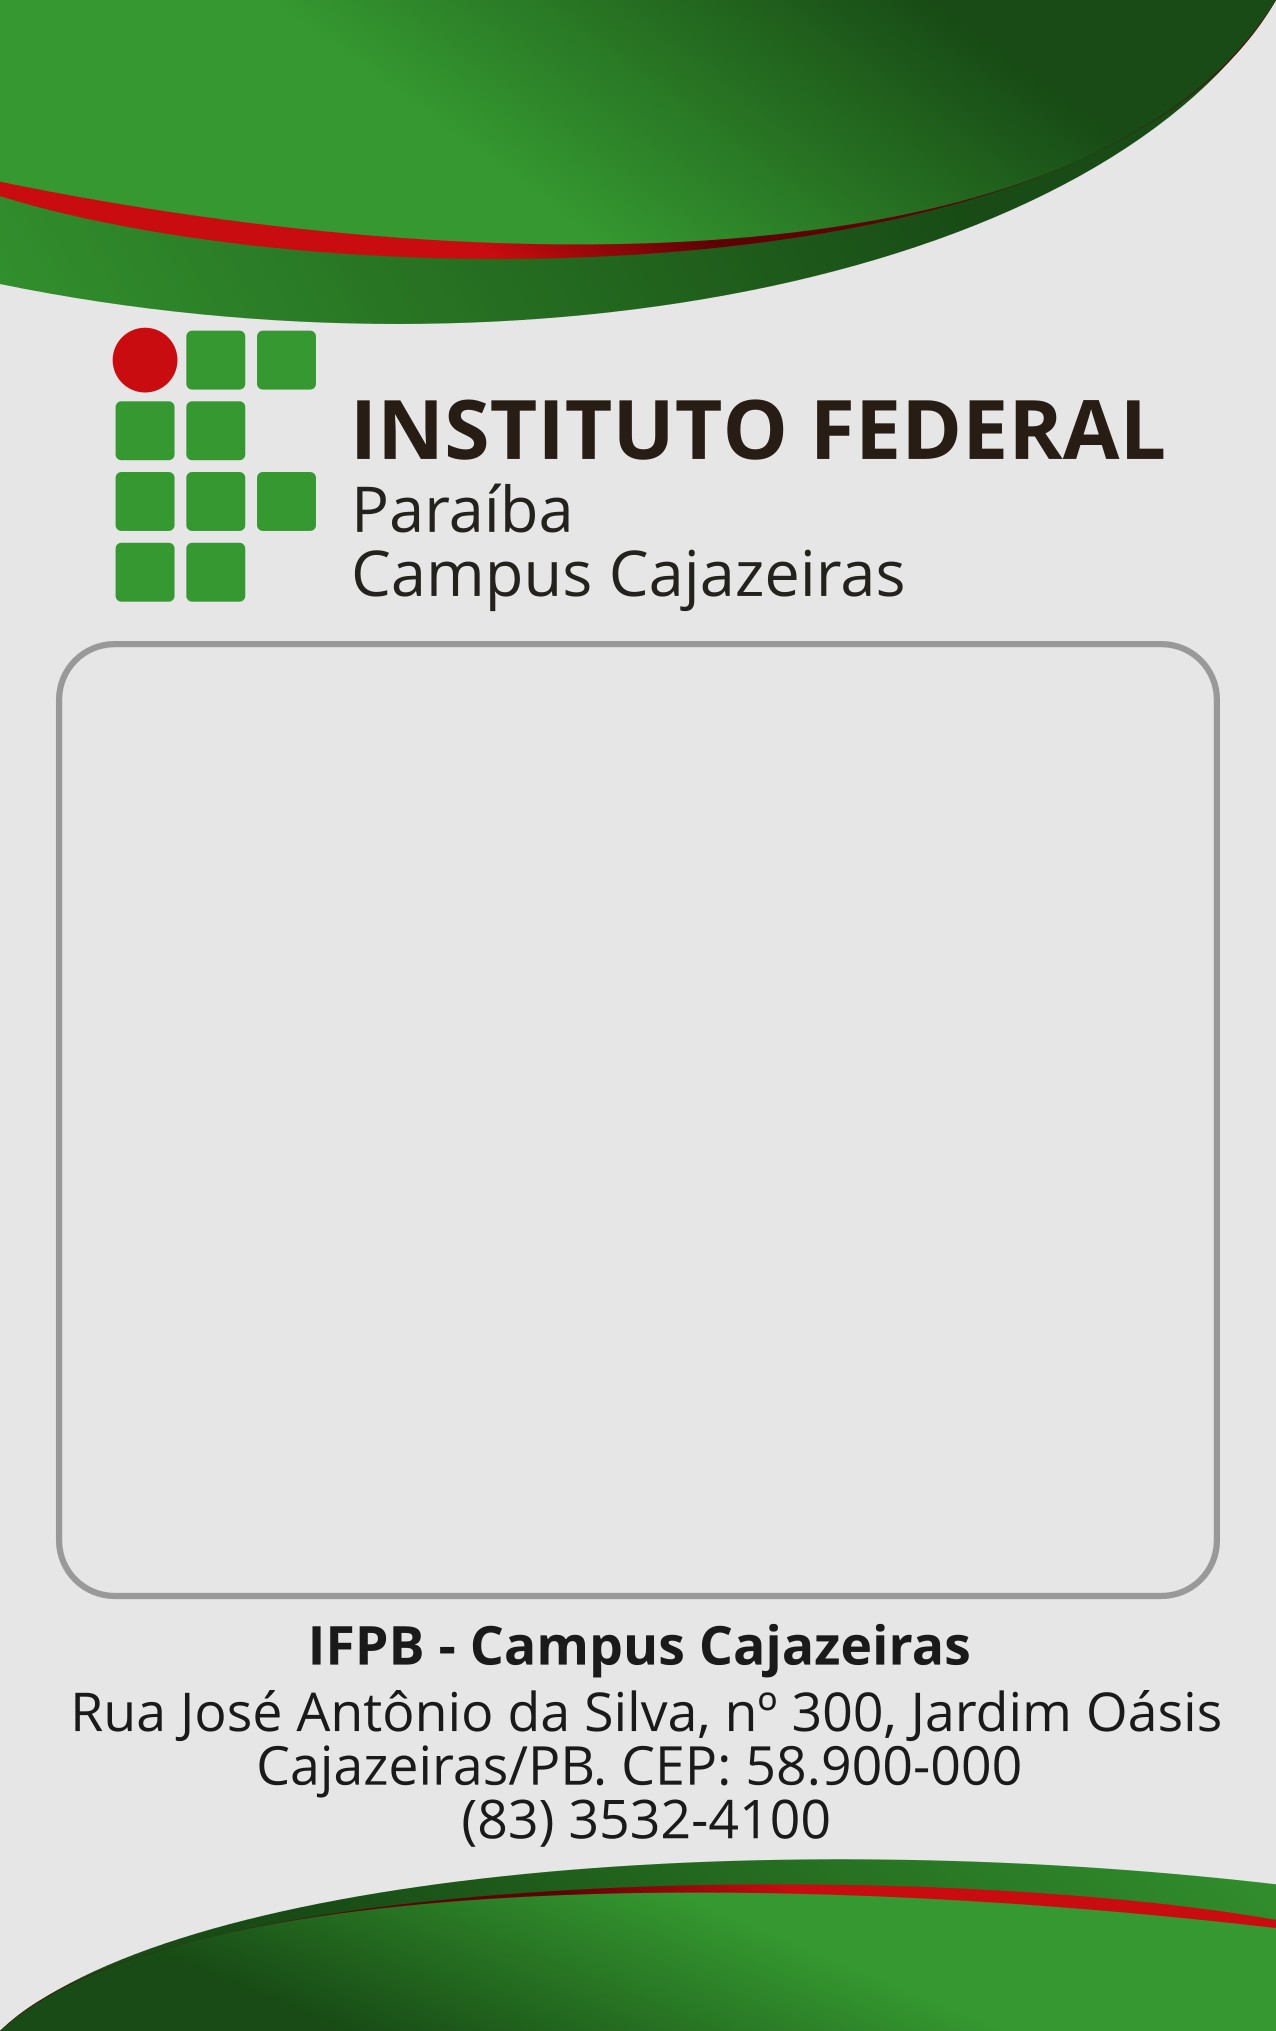 INSTITUTO FEDERAL
Paraíba
Campus Cajazeiras
IFPB - Campus Cajazeiras
Rua José Antônio da Silva, nº 300, Jardim Oásis
Cajazeiras/PB. CEP: 58.900-000
(83) 3532-4100